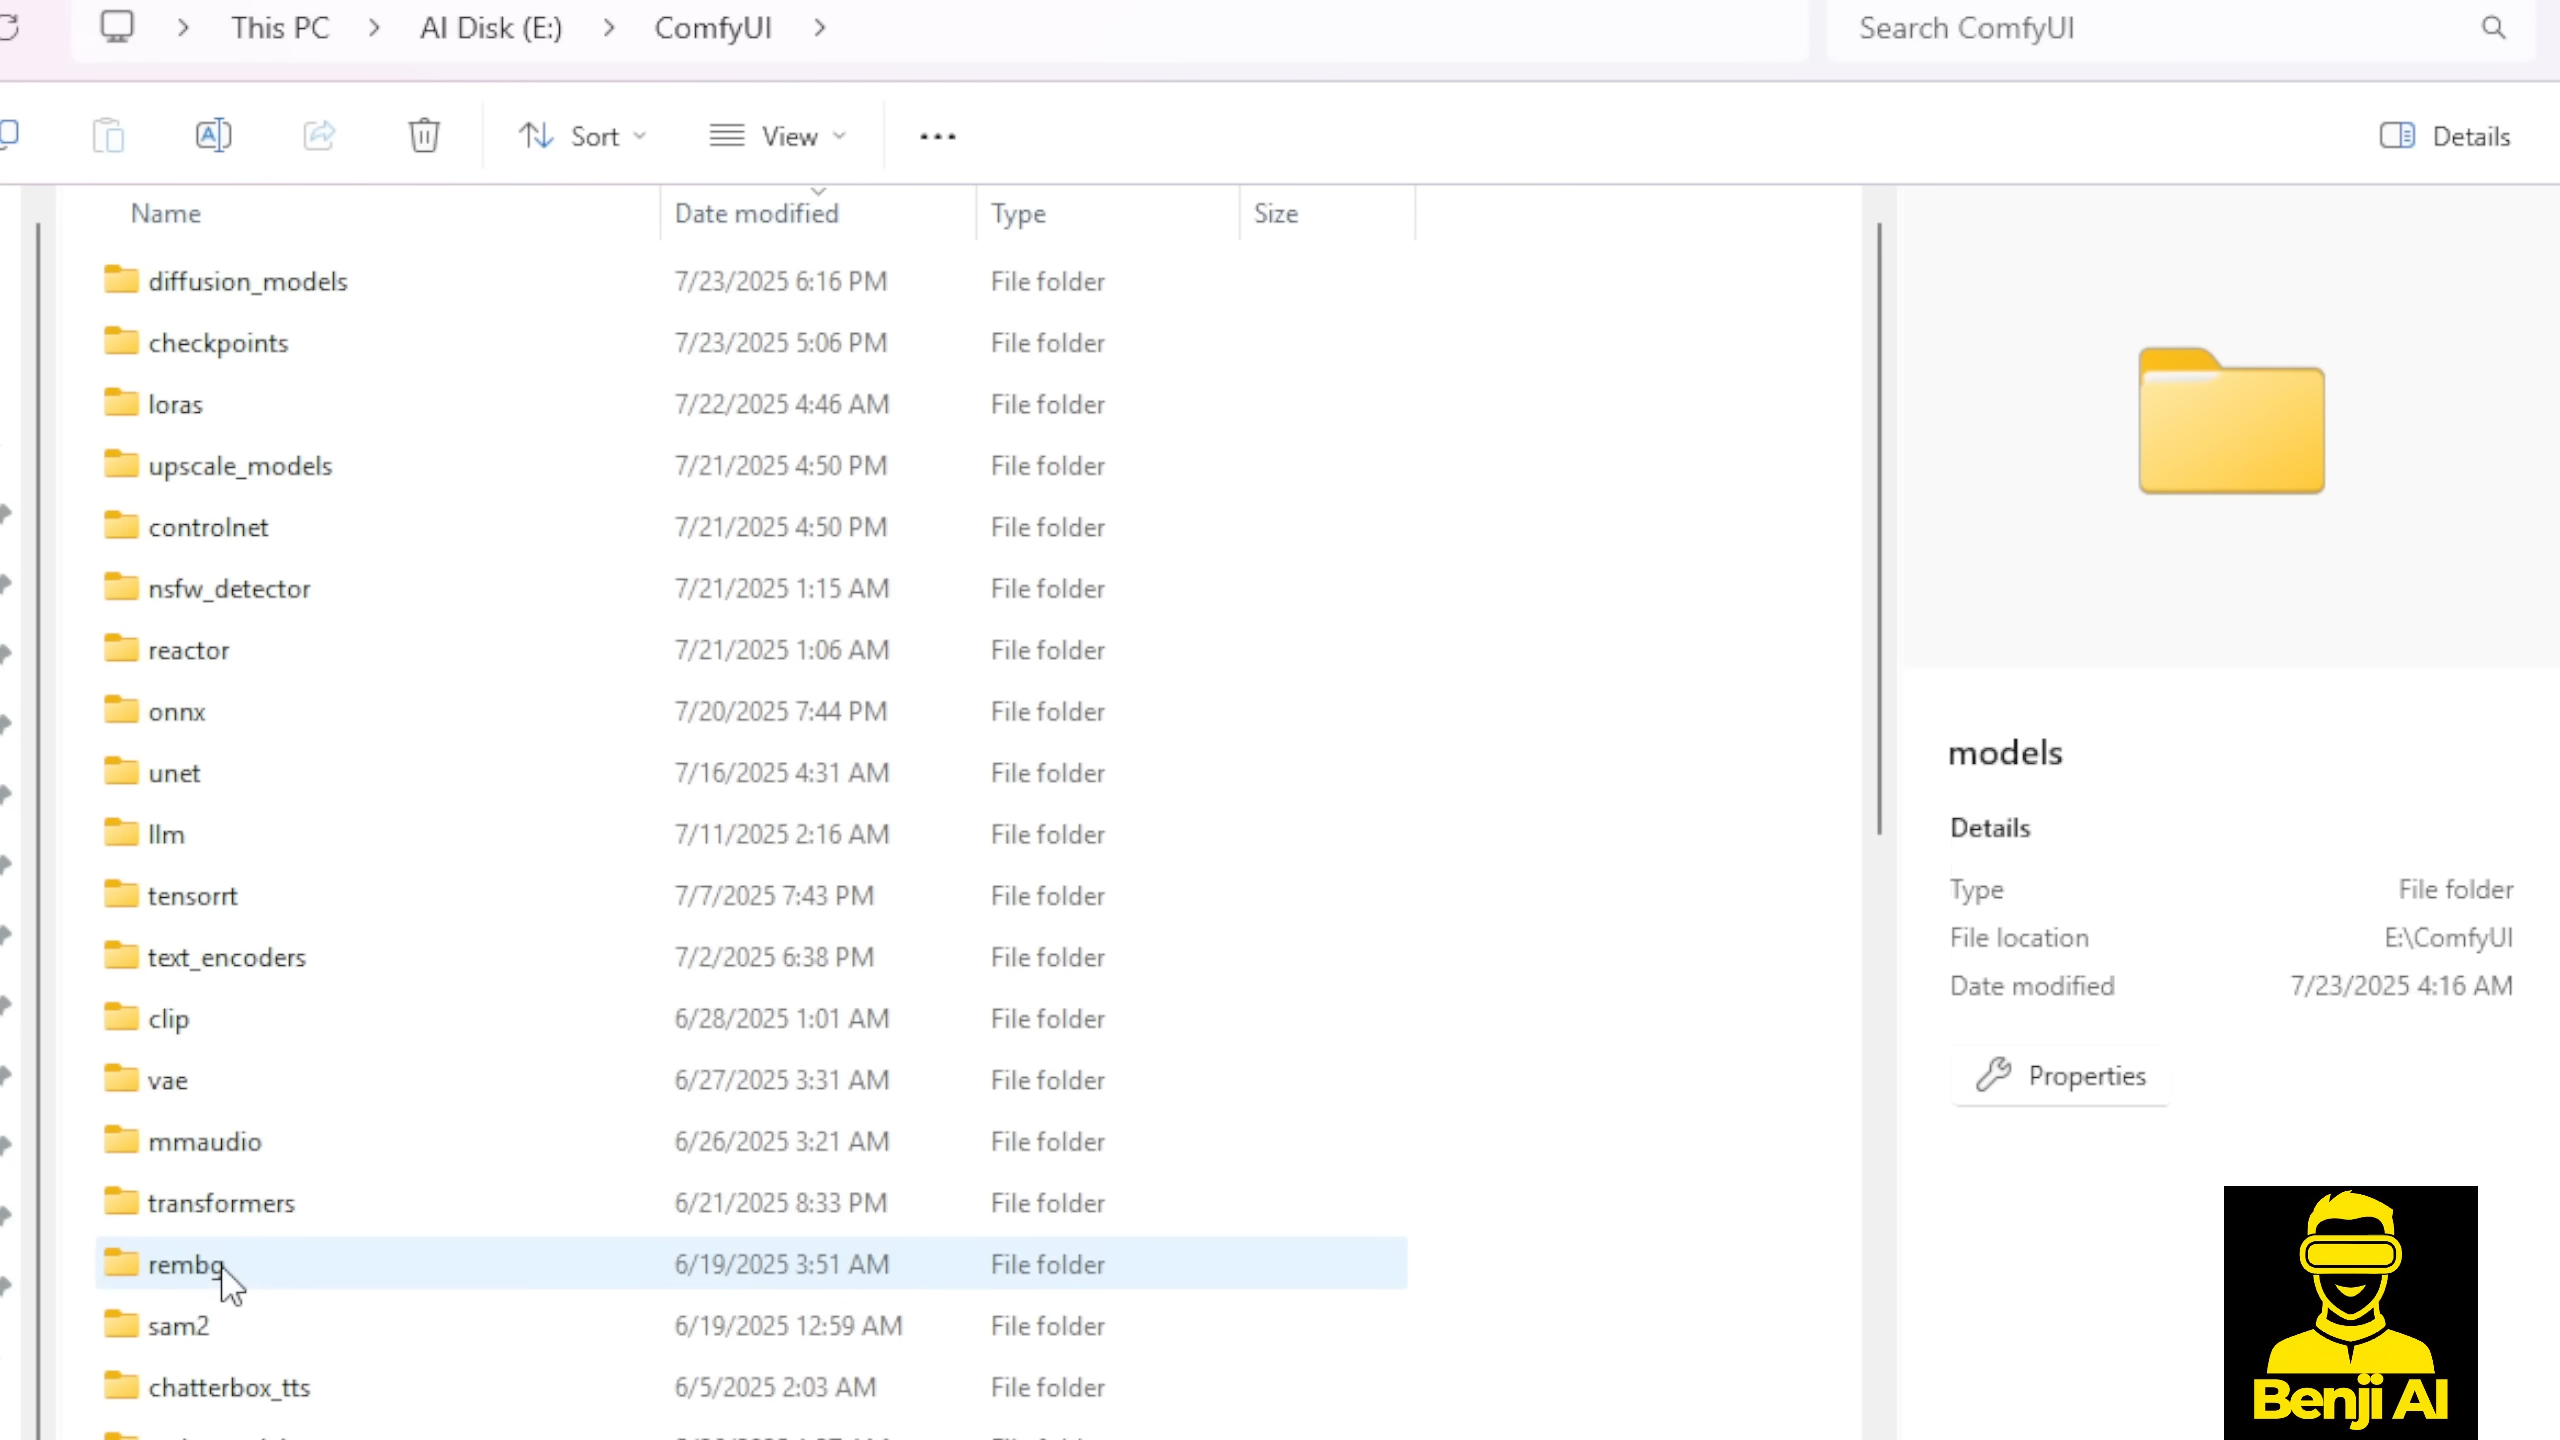 This PC > AI Disk (E:) > ComfyUI >
Search ComfyUI
Sort
View
Details
Name Date modified Type Size
diffusion_models 7/23/2025 6:16 PM File folder
checkpoints 7/23/2025 5:06 PM File folder
loras 7/22/2025 4:46 AM File folder
upscale_models 7/21/2025 4:50 PM File folder
controlnet 7/21/2025 4:50 PM File folder
nsfw_detector 7/21/2025 1:15 AM File folder
reactor 7/21/2025 1:06 AM File folder
onnx 7/20/2025 7:44 PM File folder
unet 7/16/2025 4:31 AM File folder
llm 7/11/2025 2:16 AM File folder
tensorrt 7/7/2025 7:43 PM File folder
text_encoders 7/2/2025 6:38 PM File folder
clip 6/28/2025 1:01 AM File folder
vae 6/27/2025 3:31 AM File folder
mmaudio 6/26/2025 3:21 AM File folder
transformers 6/21/2025 8:33 PM File folder
rembg 6/19/2025 3:51 AM File folder
sam2 6/19/2025 12:59 AM File folder
chatterbox_tts 6/5/2025 2:03 AM File folder
models
Details
Type File folder
File location E:\ComfyUI
Date modified 7/23/2025 4:16 AM
Properties
Benji AI